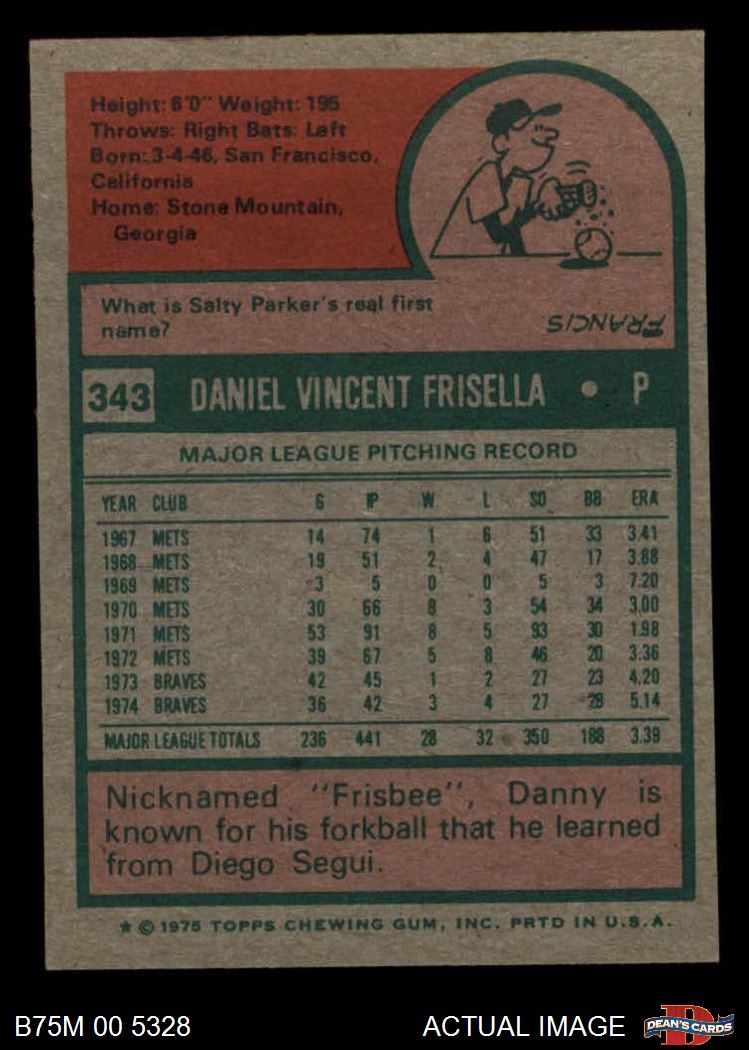 Height: 6'0" Weight: 195
Throws: Right Bats: Left
Born: 3-4-46, San Francisco,
California
Home: Stone Mountain,
Georgia
What is Salty Parker's real first
name?
FRANCIS.
343 DANIEL VINCENT FRISELLA • P
MAJOR LEAGUE PITCHING RECORD
YEAR CLUB G IP W L SO BB ERA
1967 METS 14 74 1 6 51 33 3.41
1968 METS 19 51 2 4 47 17 3.88
1969 METS 3 5 0 0 5 3 7.20
1970 METS 30 66 8 3 54 34 3.00
1971 METS 53 91 8 5 93 30 1.98
1972 METS 39 67 5 8 46 20 3.36
1973 BRAVES 42 45 1 2 27 23 4.20
1974 BRAVES 36 42 3 4 27 28 5.14
MAJOR LEAGUE TOTALS 236 441 28 32 350 188 3.39
Nicknamed "Frisbee", Danny is
known for his forkball that he learned
from Diego Segui.
* © 1975 TOPPS CHEWING GUM, INC. PRTD IN U.S.A.
B75M 00 5328 ACTUAL IMAGE D DEAN'S CARDS